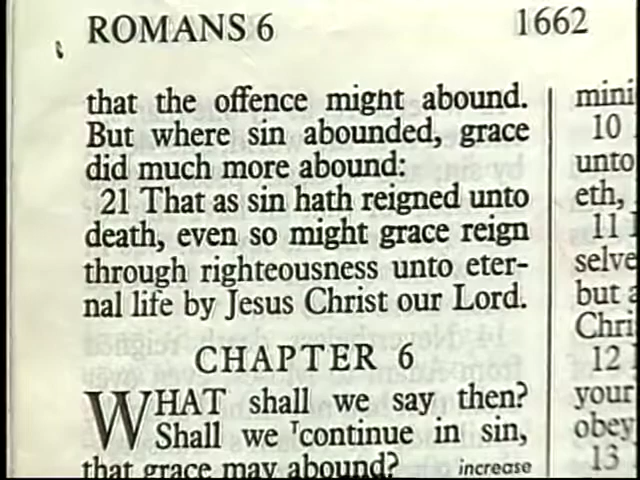 ROMANS 6
1662
that the offence might abound.
But where sin abounded, grace
did much more abound:
21 That as sin hath reigned unto
death, even so might grace reign
through righteousness unto eter-
nal life by Jesus Christ our Lord.
CHAPTER 6
WHAT shall we say then?
Shall we rcontinue in sin,
that grace may abound? increase
mini
10
unto
eth,
11
selve
but a
Chri
12
your
obey
13